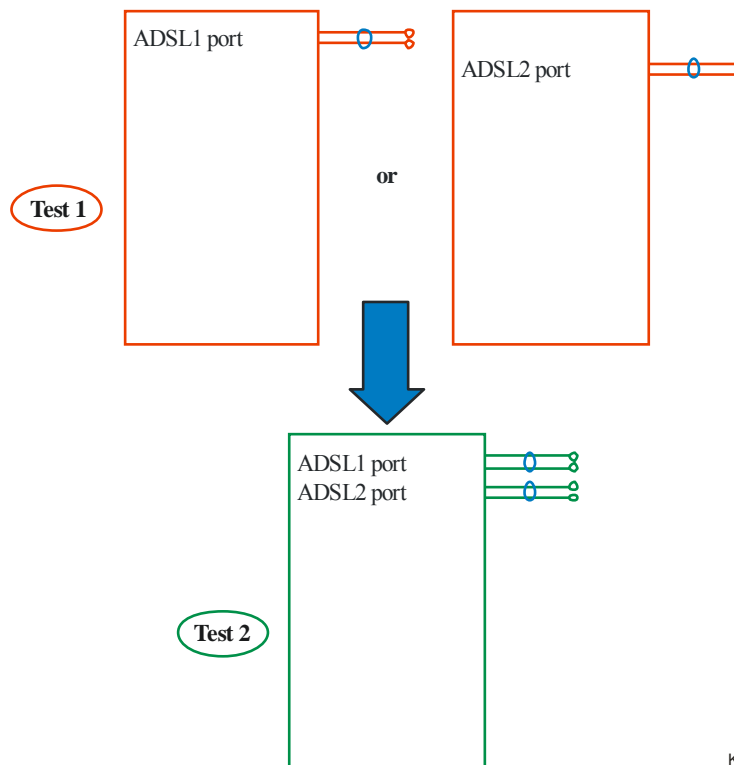 ADSL1 port
ADSL2 port
or
Test 1
ADSL1 port
ADSL2 port
Test 2
K